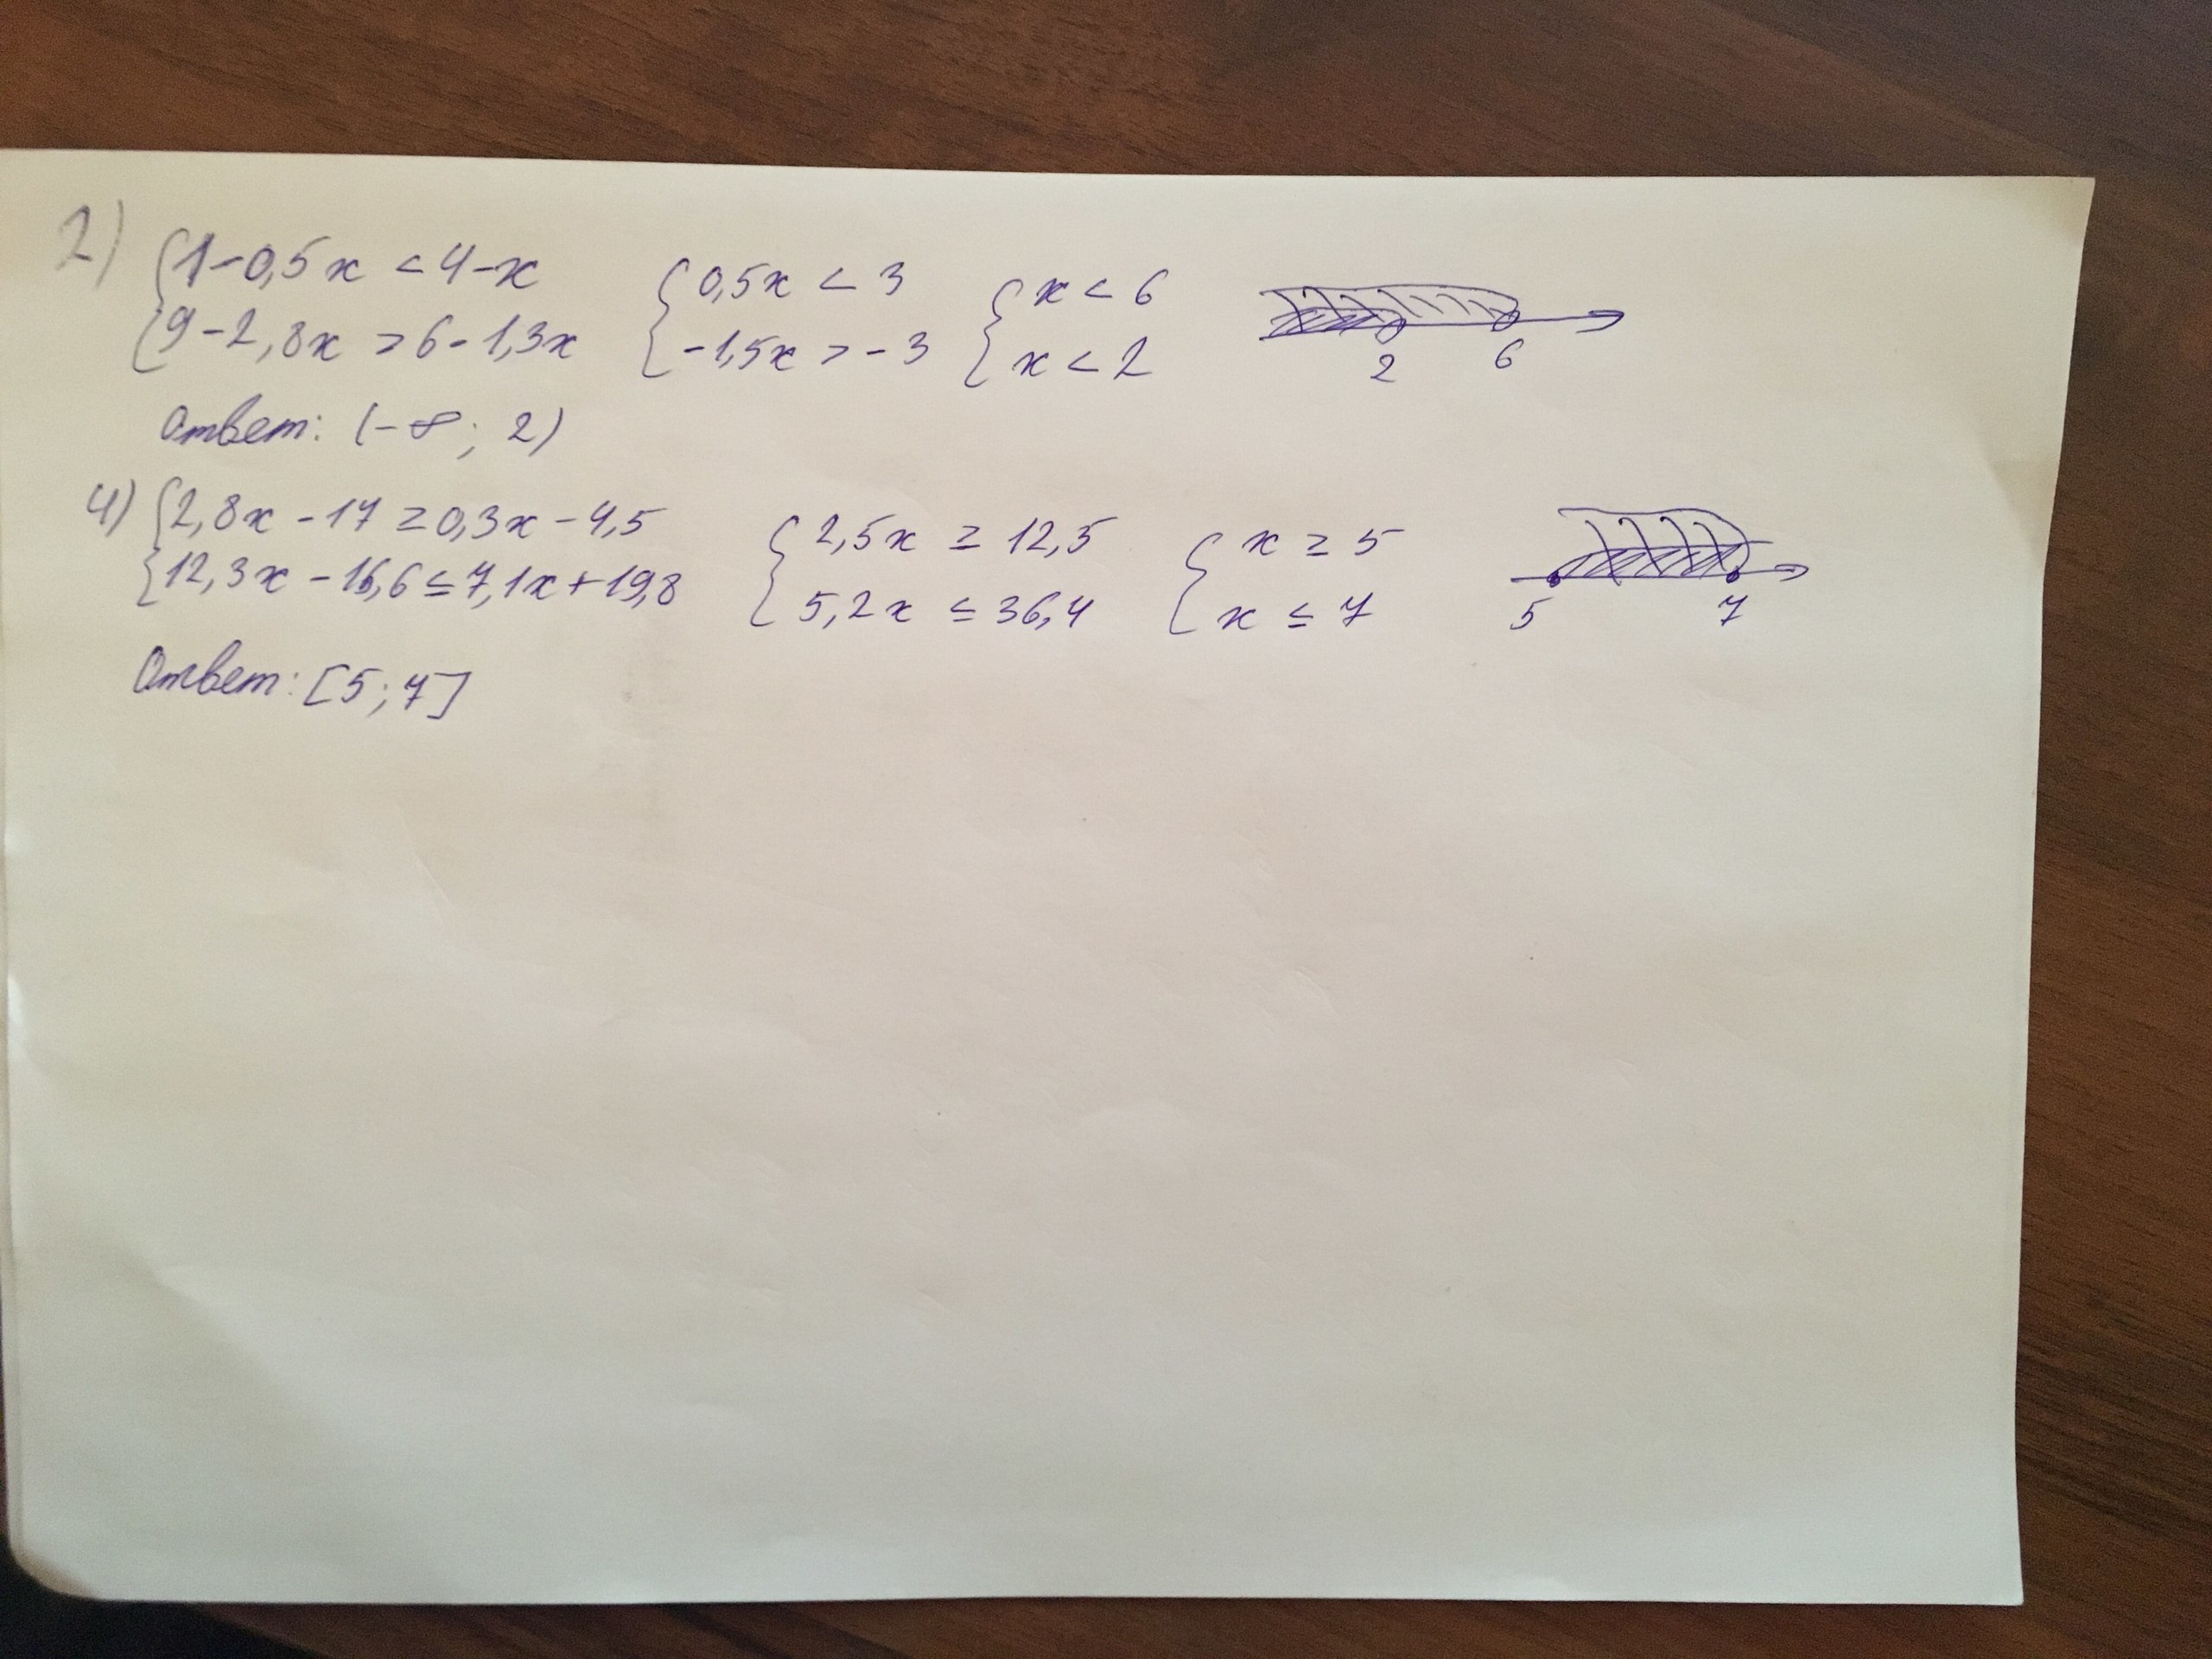 2) { 1-0,5x < 4-x { 0,5x < 3 { x < 6
{ 9-2,8x > 6-1,3x { -1,5x > -3 { x < 2 2 6
Ответ: (-∞; 2)
4) { 2,8x - 17 ≥ 0,3x - 4,5 { 2,5x ≥ 12,5 { x ≥ 5
{ 12,3x - 16,6 ≤ 7,1x + 19,8 { 5,2x ≤ 36,4 { x ≤ 7 5 7
Ответ: [5; 7]